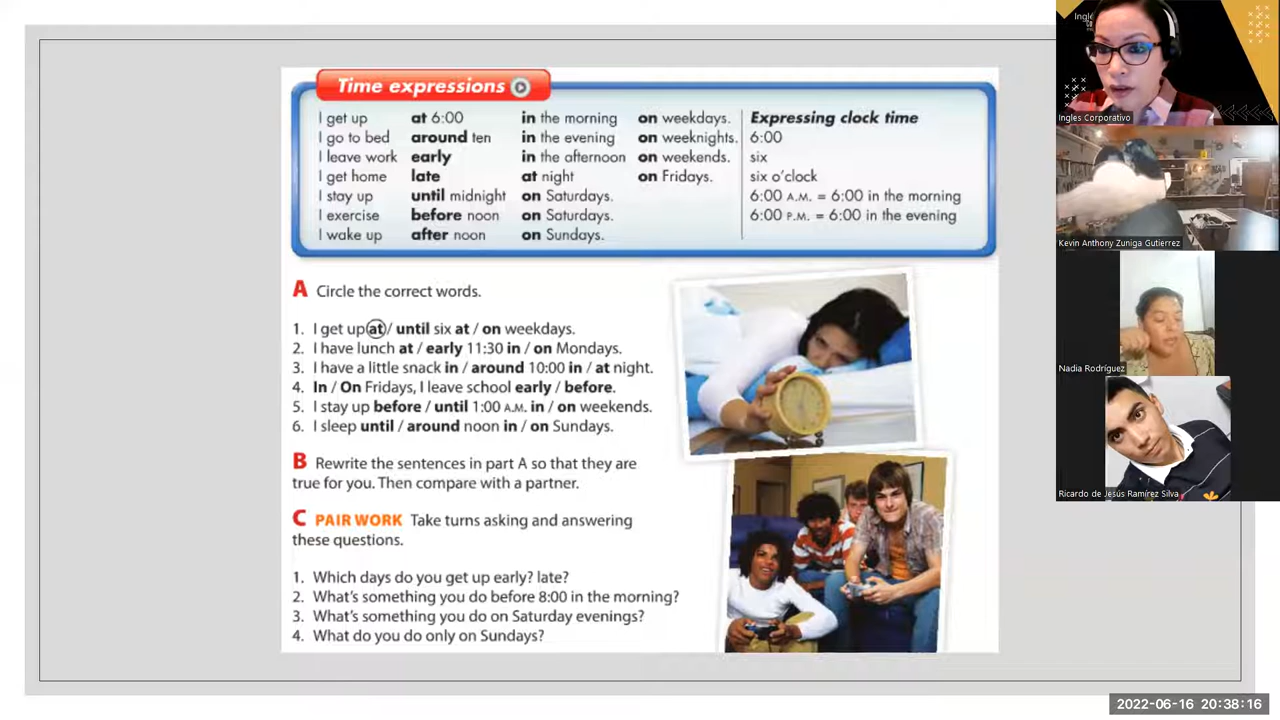 Time expressions
I get up at 6:00 in the morning on weekdays.
I go to bed around ten in the evening on weeknights.
I leave work early in the afternoon on weekends.
I get home late at night on Fridays.
I stay up until midnight on Saturdays.
I exercise before noon on Saturdays.
I wake up after noon on Sundays.
Expressing clock time
6:00
six
six o'clock
6:00 A.M. = 6:00 in the morning
6:00 P.M. = 6:00 in the evening
A Circle the correct words.
1. I get up at / until six at / on weekdays.
2. I have lunch at / early 11:30 in / on Mondays.
3. I have a little snack in / around 10:00 in / at night.
4. In / On Fridays, I leave school early / before.
5. I stay up before / until 1:00 A.M. in / on weekends.
6. I sleep until / around noon in / on Sundays.
B Rewrite the sentences in part A so that they are
true for you. Then compare with a partner.
C PAIR WORK Take turns asking and answering
these questions.
1. Which days do you get up early? late?
2. What's something you do before 8:00 in the morning?
3. What's something you do on Saturday evenings?
4. What do you do only on Sundays?
Ingles Corporativo
Kevin Anthony Zuniga Gutierrez
Nadia Rodríguez
Ricardo de Jesús Ramírez Silva
2022-06-16 20:38:16